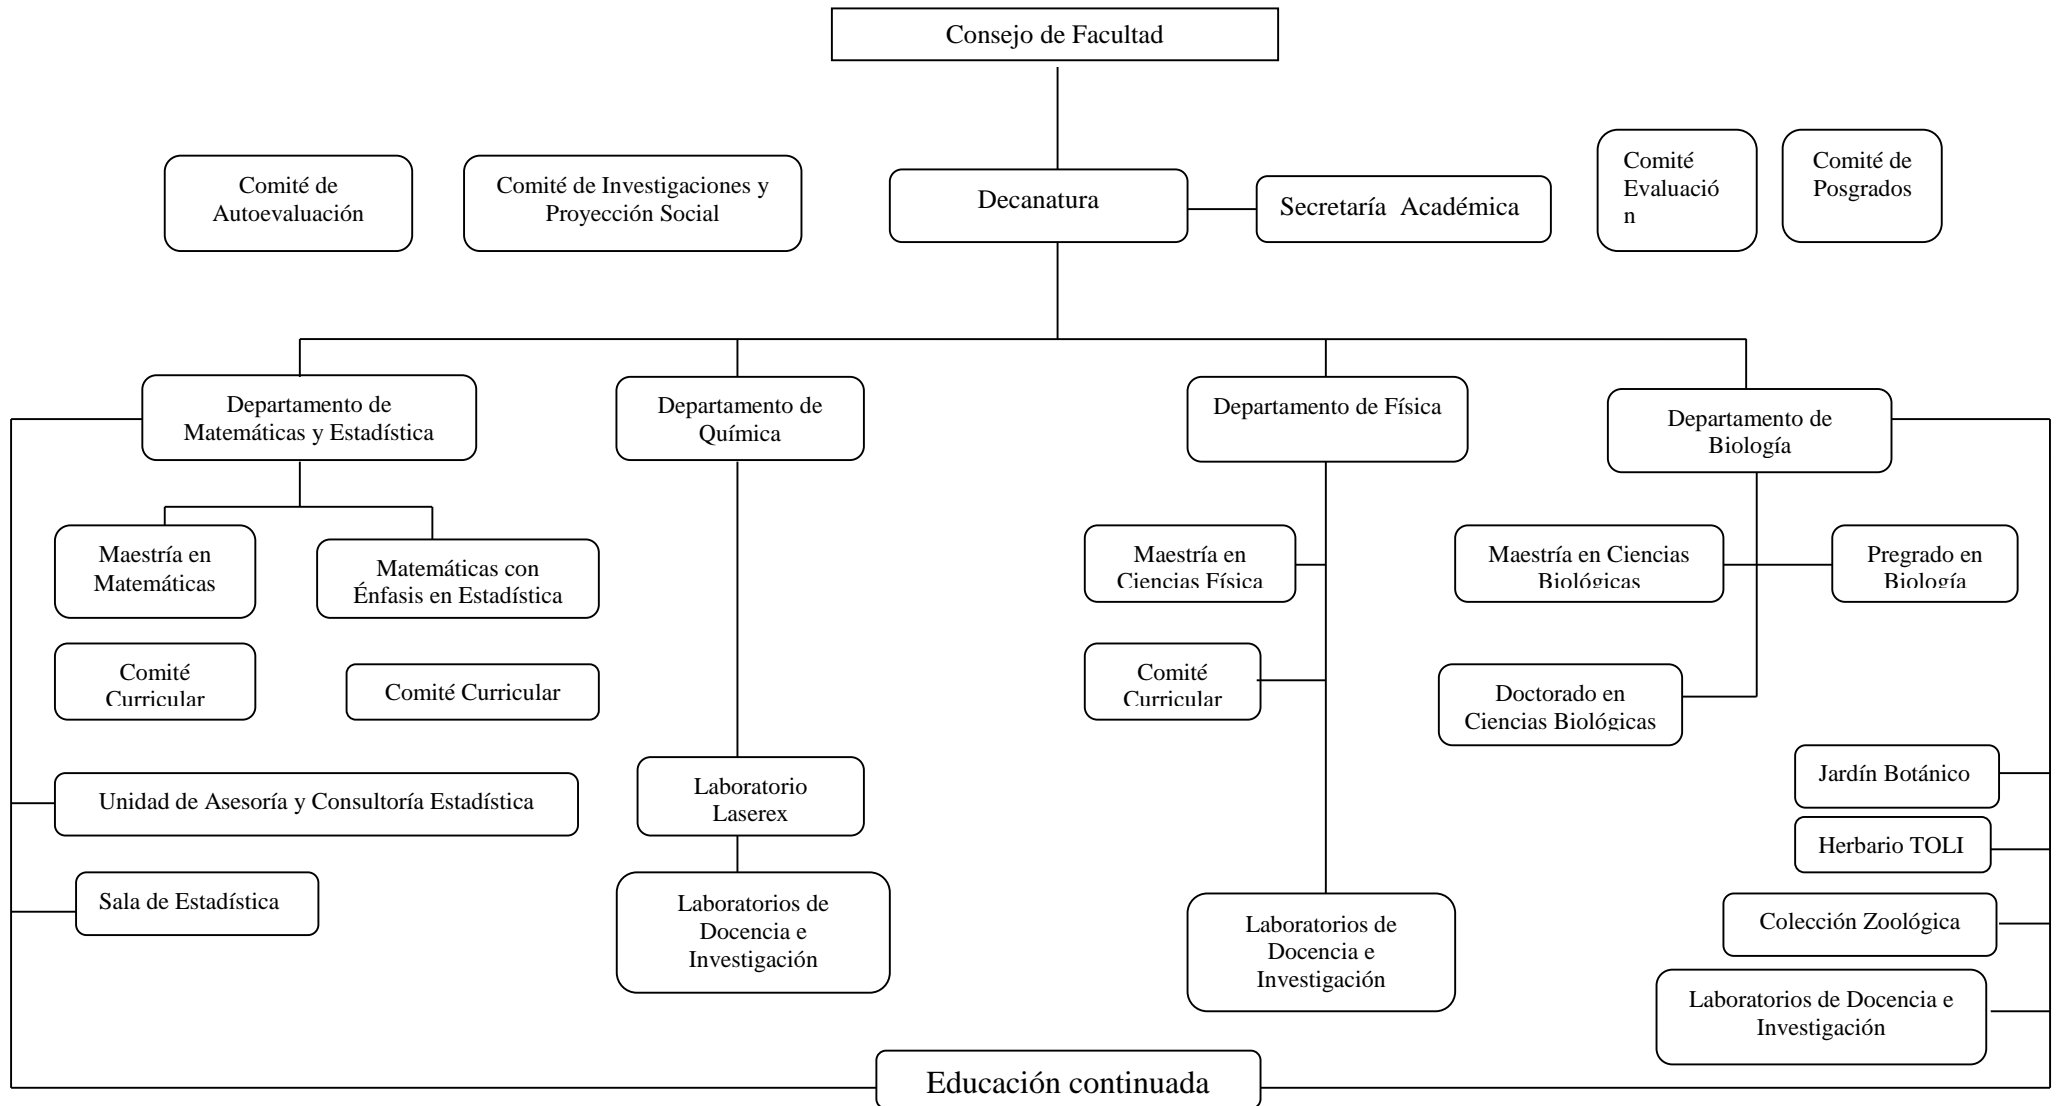 Consejo de Facultad
Comité de
Autoevaluación
Comité de Investigaciones y
Proyección Social
Decanatura
Secretaría Académica
Comité
Evaluació
n
Comité de
Posgrados
Departamento de
Matemáticas y Estadística
Departamento de
Química
Departamento de Física
Departamento de
Biología
Maestría en
Matemáticas
Matemáticas con
Énfasis en Estadística
Maestría en
Ciencias Física
Maestría en Ciencias
Biológicas
Pregrado en
Biología
Comité
Curricular
Comité Curricular
Comité
Curricular
Doctorado en
Ciencias Biológicas
Unidad de Asesoría y Consultoría Estadística
Laboratorio
Laserex
Jardín Botánico
Herbario TOLI
Sala de Estadística
Laboratorios de
Docencia e
Investigación
Laboratorios de
Docencia e
Investigación
Colección Zoológica
Laboratorios de Docencia e
Investigación
Educación continuada